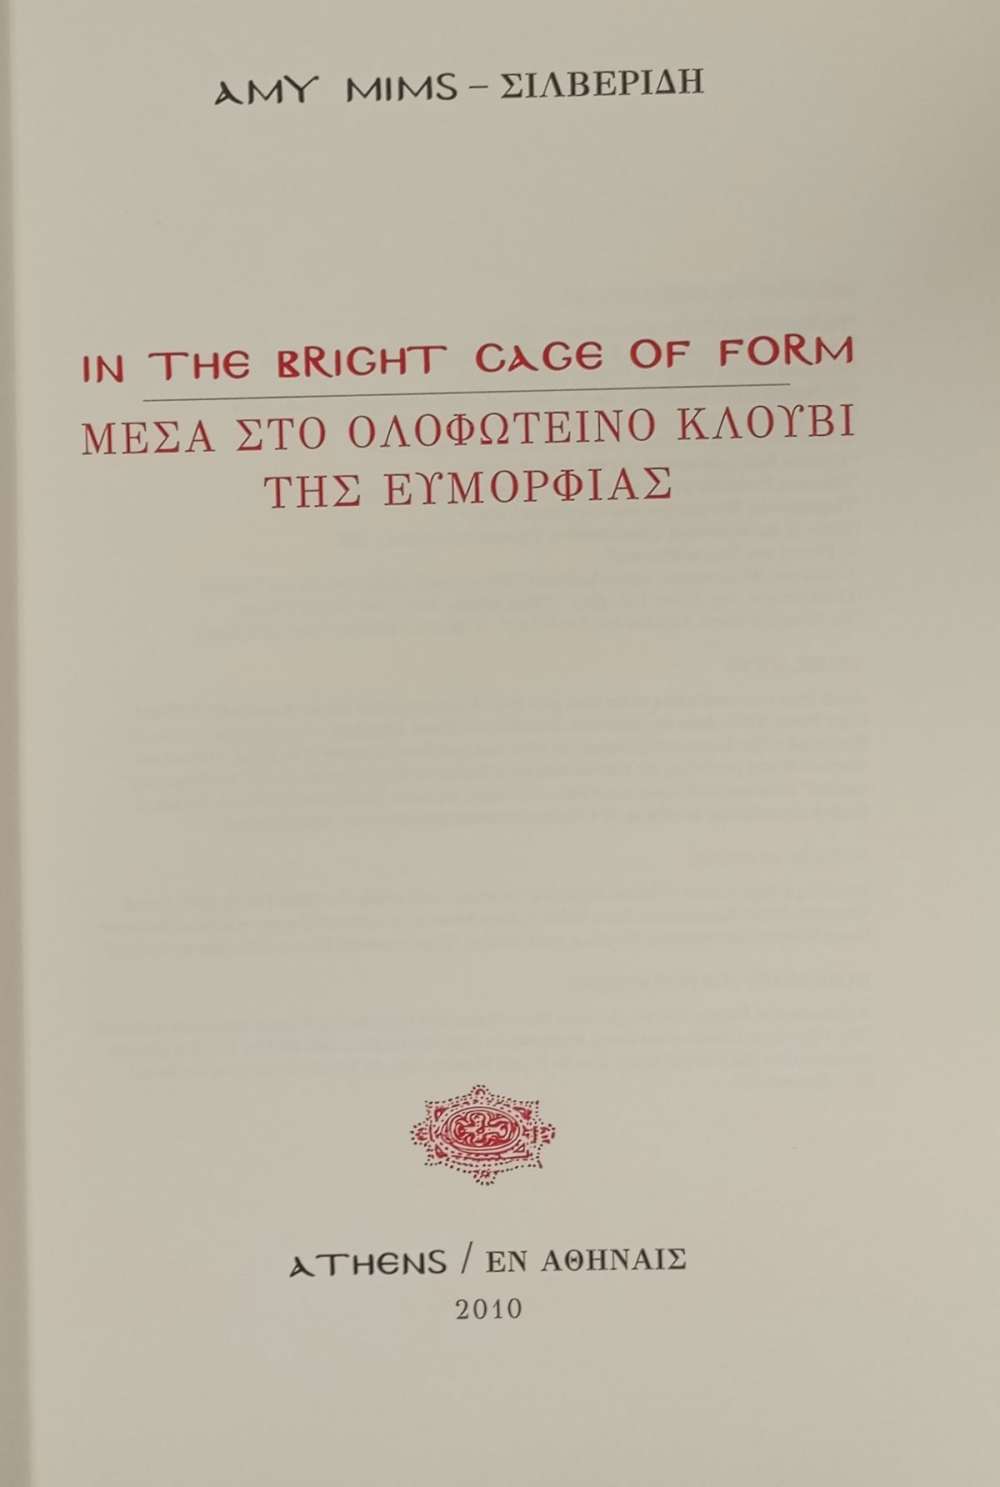 AMY MIMS – ΣΙΛΒΕΡΙΔΗ
IN THE BRIGHT CAGE OF FORM
ΜΕΣΑ ΣΤΟ ΟΛΟΦΩΤΕΙΝΟ ΚΛΟΥΒΙ
ΤΗΣ ΕΥΜΟΡΦΙΑΣ
ATHENS / ΕΝ ΑΘΗΝΑΙΣ
2010